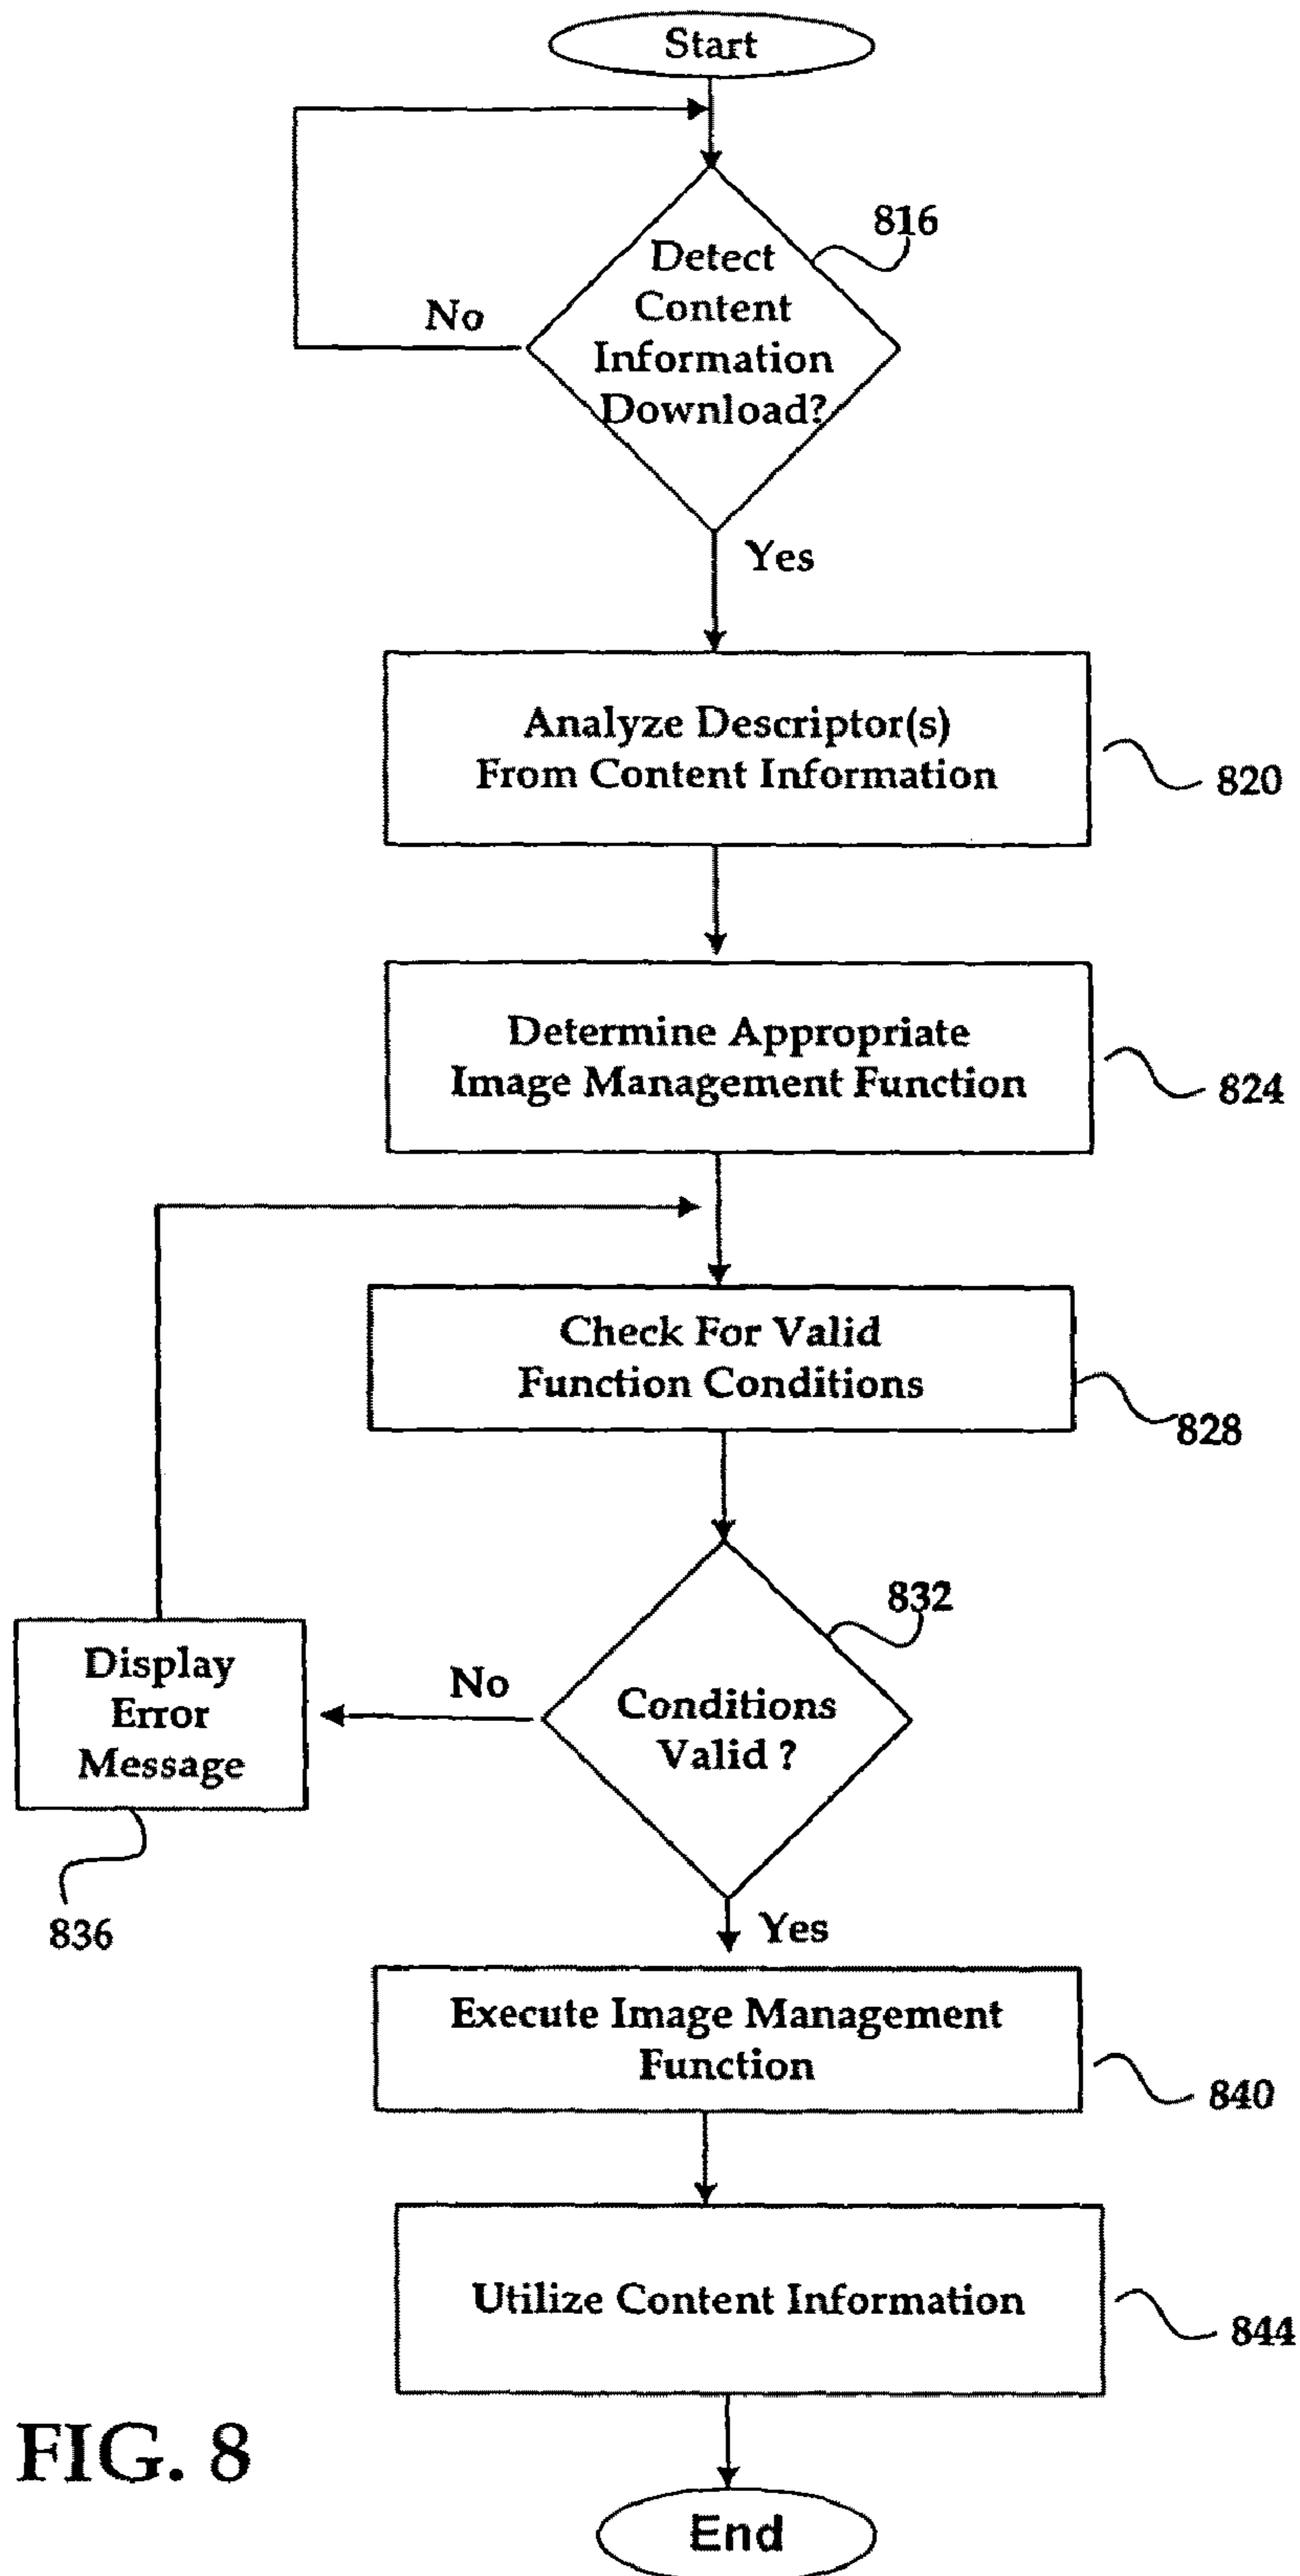 Start
816
Detect
Content
Information
Download?
No
Yes
Analyze Descriptor(s)
From Content Information
820
Determine Appropriate
Image Management Function
824
Check For Valid
Function Conditions
828
832
Conditions
Valid ?
No
Display
Error
Message
836
Yes
Execute Image Management
Function
840
Utilize Content Information
844
FIG. 8
End